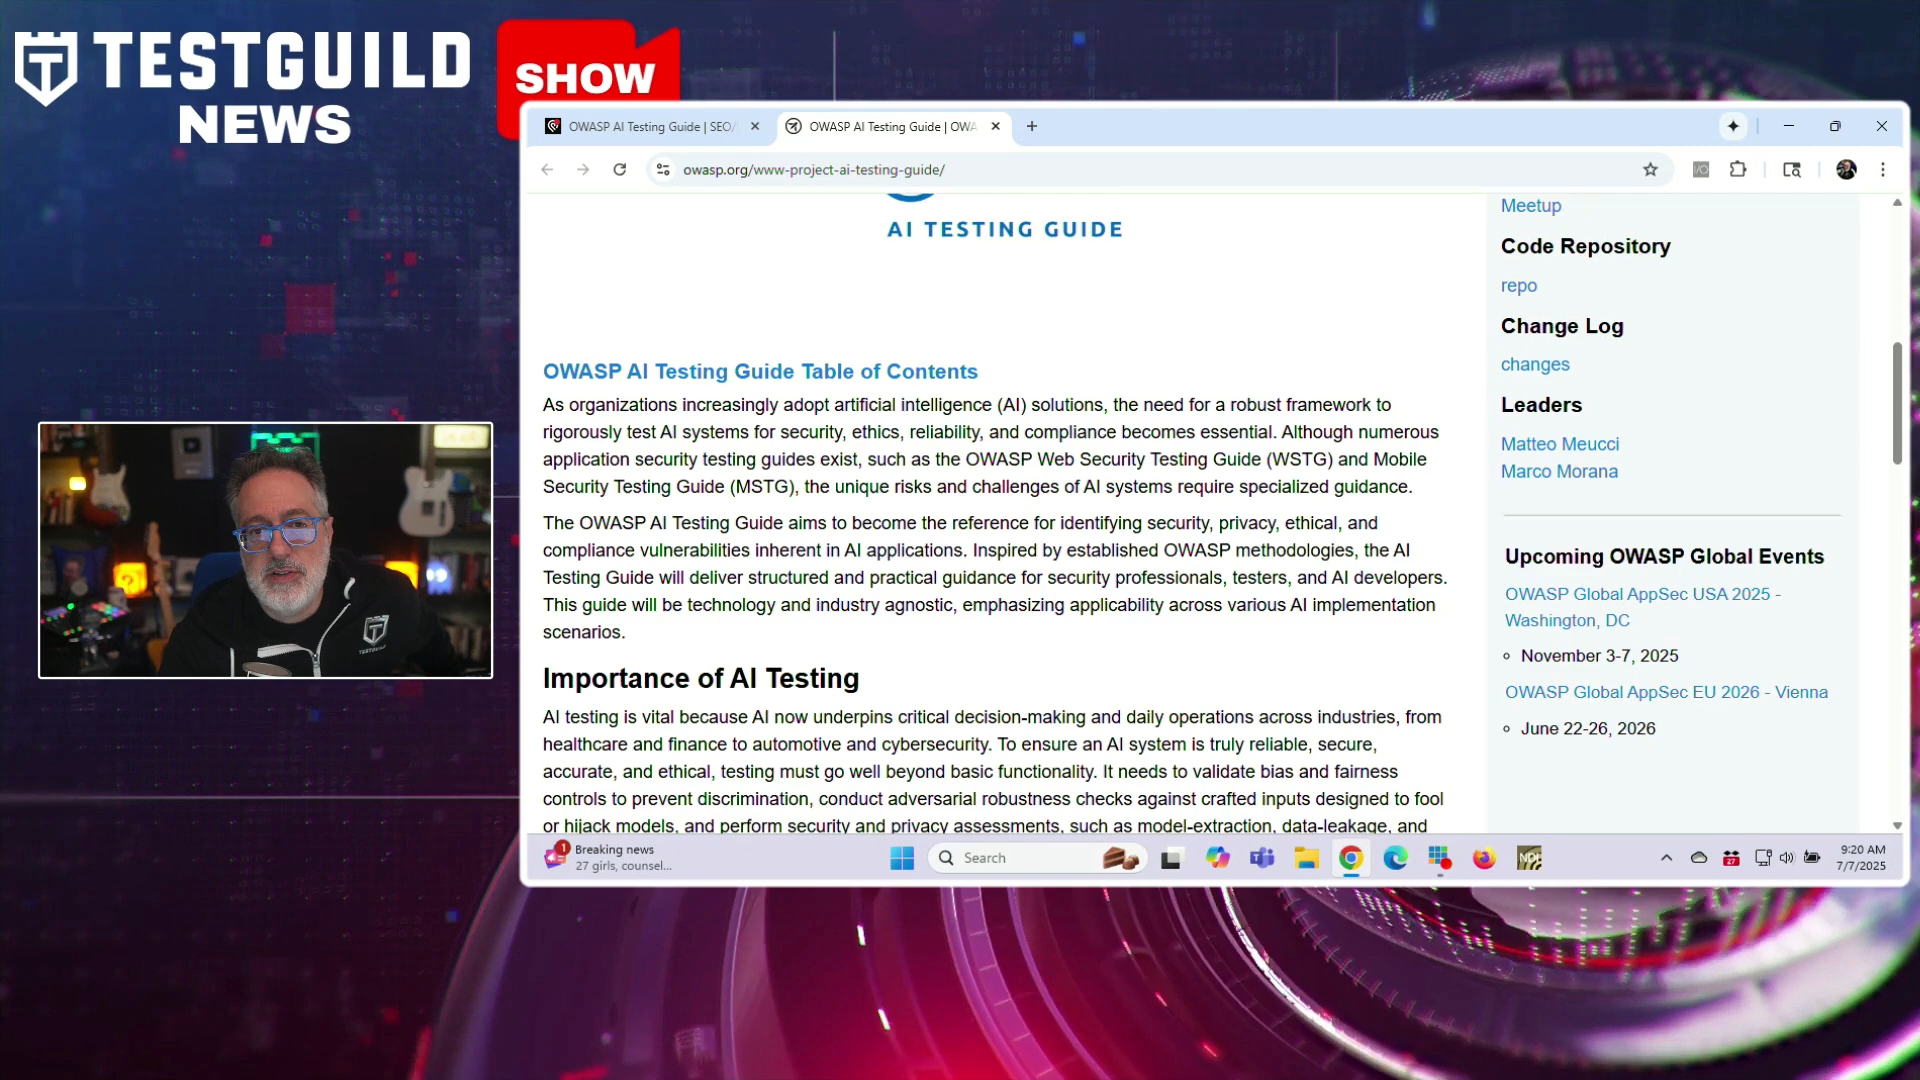 TESTGUILD
NEWS
SHOW
OWASP AI Testing Guide | SEO/
OWASP AI Testing Guide | OWA
owasp.org/www-project-ai-testing-guide/
AI TESTING GUIDE
OWASP AI Testing Guide Table of Contents
As organizations increasingly adopt artificial intelligence (AI) solutions, the need for a robust framework to
rigorously test AI systems for security, ethics, reliability, and compliance becomes essential. Although numerous
application security testing guides exist, such as the OWASP Web Security Testing Guide (WSTG) and Mobile
Security Testing Guide (MSTG), the unique risks and challenges of AI systems require specialized guidance.
The OWASP AI Testing Guide aims to become the reference for identifying security, privacy, ethical, and
compliance vulnerabilities inherent in AI applications. Inspired by established OWASP methodologies, the AI
Testing Guide will deliver structured and practical guidance for security professionals, testers, and AI developers.
This guide will be technology and industry agnostic, emphasizing applicability across various AI implementation
scenarios.
Importance of AI Testing
AI testing is vital because AI now underpins critical decision-making and daily operations across industries, from
healthcare and finance to automotive and cybersecurity. To ensure an AI system is truly reliable, secure,
accurate, and ethical, testing must go well beyond basic functionality. It needs to validate bias and fairness
controls to prevent discrimination, conduct adversarial robustness checks against crafted inputs designed to fool
or hijack models, and perform security and privacy assessments, such as model-extraction, data-leakage, and
Meetup
Code Repository
repo
Change Log
changes
Leaders
Matteo Meucci
Marco Morana
Upcoming OWASP Global Events
OWASP Global AppSec USA 2025 -
Washington, DC
November 3-7, 2025
OWASP Global AppSec EU 2026 - Vienna
June 22-26, 2026
1
Breaking news
27 girls, counsel...
Search
NDI
27
9:20 AM
7/7/2025
TESTGUILD